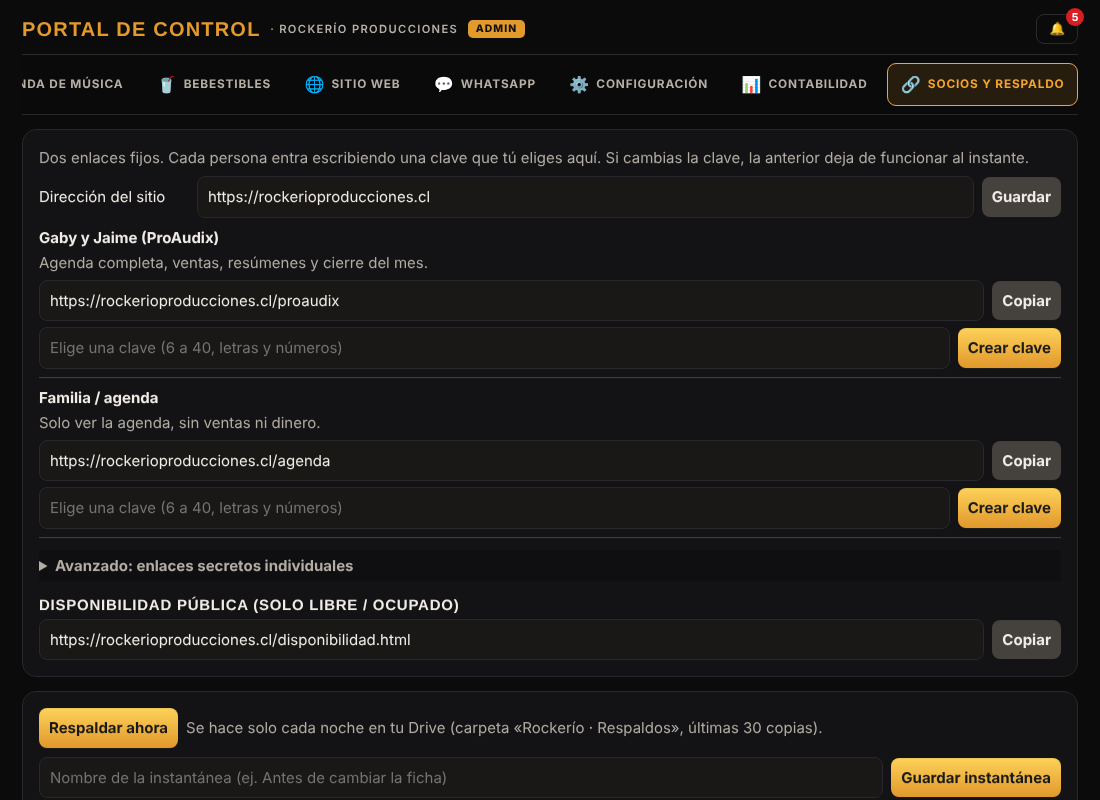 PORTAL DE CONTROL · ROCKERÍO PRODUCCIONES ADMIN 5
NDA DE MÚSICA BEBESTIBLES SITIO WEB WHATSAPP CONFIGURACIÓN CONTABILIDAD SOCIOS Y RESPALDO
Dos enlaces fijos. Cada persona entra escribiendo una clave que tú eliges aquí. Si cambias la clave, la anterior deja de funcionar al instante.
Dirección del sitio https://rockerioproducciones.cl Guardar
Gaby y Jaime (ProAudix)
Agenda completa, ventas, resúmenes y cierre del mes.
https://rockerioproducciones.cl/proaudix Copiar
Elige una clave (6 a 40, letras y números) Crear clave
Familia / agenda
Solo ver la agenda, sin ventas ni dinero.
https://rockerioproducciones.cl/agenda Copiar
Elige una clave (6 a 40, letras y números) Crear clave
Avanzado: enlaces secretos individuales
DISPONIBILIDAD PÚBLICA (SOLO LIBRE / OCUPADO)
https://rockerioproducciones.cl/disponibilidad.html Copiar
Respaldar ahora Se hace solo cada noche en tu Drive (carpeta «Rockerío · Respaldos», últimas 30 copias).
Nombre de la instantánea (ej. Antes de cambiar la ficha) Guardar instantánea